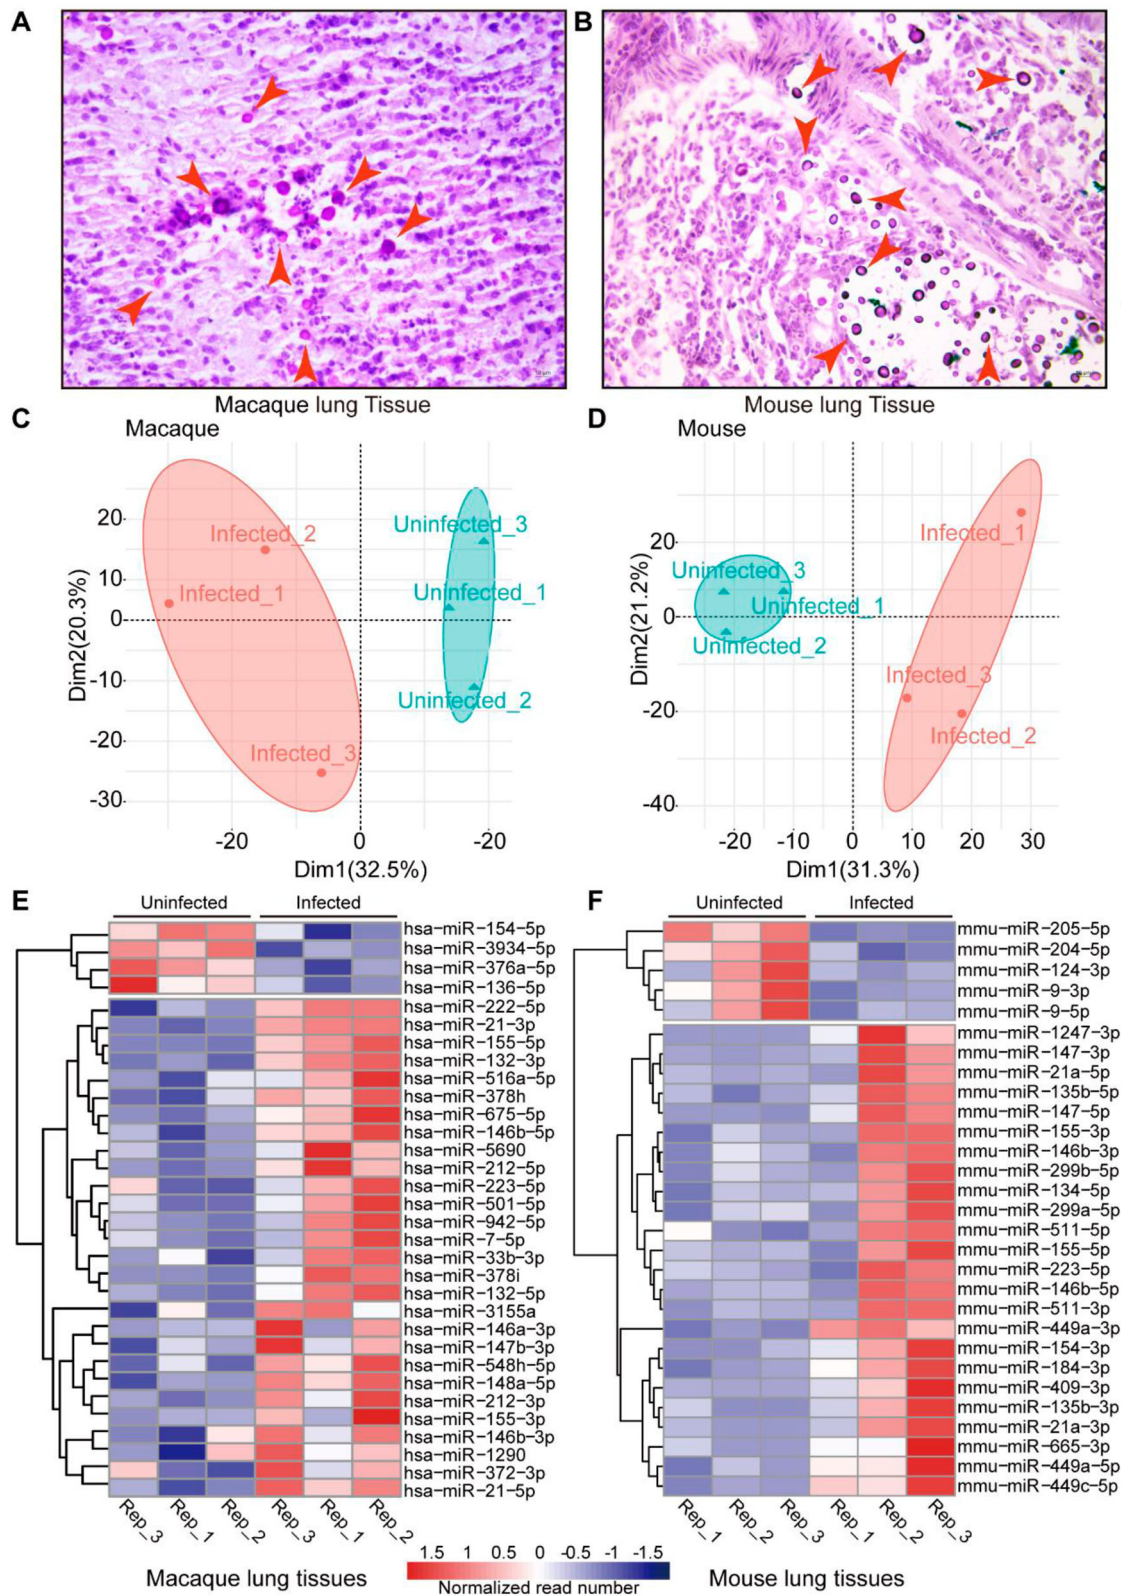 A
B
Macaque lung Tissue
Mouse lung Tissue
C
Macaque
Dim2(20.3%)
20
10
0
-10
-20
-30
Infected_2
Infected_1
Infected_3
Uninfected_3
Uninfected_1
Uninfected_2
-20
0
-20
Dim1(32.5%)
D
Mouse
Dim2(21.2%)
20
0
-20
-40
Uninfected_3
Uninfected_1
Uninfected_2
Infected_1
Infected_3
Infected_2
-20
-10
0
10
20
30
Dim1(31.3%)
E
Uninfected
Infected
hsa-miR-154-5p
hsa-miR-3934-5p
hsa-miR-376a-5p
hsa-miR-136-5p
hsa-miR-222-5p
hsa-miR-21-3p
hsa-miR-155-5p
hsa-miR-132-3p
hsa-miR-516a-5p
hsa-miR-378h
hsa-miR-675-5p
hsa-miR-146b-5p
hsa-miR-5690
hsa-miR-212-5p
hsa-miR-223-5p
hsa-miR-501-5p
hsa-miR-942-5p
hsa-miR-7-5p
hsa-miR-33b-3p
hsa-miR-378i
hsa-miR-132-5p
hsa-miR-3155a
hsa-miR-146a-3p
hsa-miR-147b-3p
hsa-miR-548h-5p
hsa-miR-148a-5p
hsa-miR-212-3p
hsa-miR-155-3p
hsa-miR-146b-3p
hsa-miR-1290
hsa-miR-372-3p
hsa-miR-21-5p
Rep_3
Rep_1
Rep_2
Rep_3
Rep_1
Rep_2
Macaque lung tissues
F
Uninfected
Infected
mmu-miR-205-5p
mmu-miR-204-5p
mmu-miR-124-3p
mmu-miR-9-3p
mmu-miR-9-5p
mmu-miR-1247-3p
mmu-miR-147-3p
mmu-miR-21a-5p
mmu-miR-135b-5p
mmu-miR-147-5p
mmu-miR-155-3p
mmu-miR-146b-3p
mmu-miR-299b-5p
mmu-miR-134-5p
mmu-miR-299a-5p
mmu-miR-511-5p
mmu-miR-155-5p
mmu-miR-223-5p
mmu-miR-146b-5p
mmu-miR-511-3p
mmu-miR-449a-3p
mmu-miR-154-3p
mmu-miR-184-3p
mmu-miR-409-3p
mmu-miR-135b-3p
mmu-miR-21a-3p
mmu-miR-665-3p
mmu-miR-449a-5p
mmu-miR-449c-5p
Rep_1
Rep_2
Rep_3
Rep_1
Rep_2
Rep_3
Mouse lung tissues
1.5 1 0.5 0 -0.5 -1 -1.5
Normalized read number